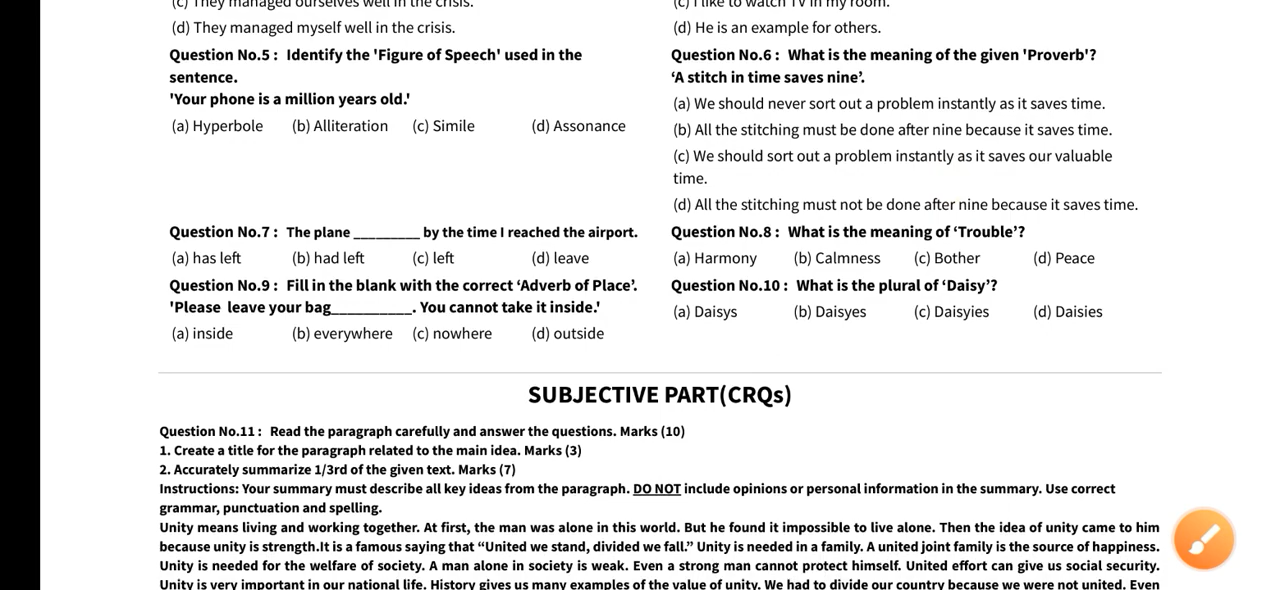 (c) They managed ourselves well in the crisis.
(d) They managed myself well in the crisis.
Question No.5 : Identify the 'Figure of Speech' used in the
sentence.
'Your phone is a million years old.'
(a) Hyperbole (b) Alliteration (c) Simile (d) Assonance
(c) I like to watch TV in my room.
(d) He is an example for others.
Question No.6 : What is the meaning of the given 'Proverb'?
‘A stitch in time saves nine’.
(a) We should never sort out a problem instantly as it saves time.
(b) All the stitching must be done after nine because it saves time.
(c) We should sort out a problem instantly as it saves our valuable
time.
(d) All the stitching must not be done after nine because it saves time.
Question No.7 : The plane _________ by the time I reached the airport.
(a) has left (b) had left (c) left (d) leave
Question No.8 : What is the meaning of ‘Trouble’?
(a) Harmony (b) Calmness (c) Bother (d) Peace
Question No.9 : Fill in the blank with the correct ‘Adverb of Place’.
'Please leave your bag__________. You cannot take it inside.'
(a) inside (b) everywhere (c) nowhere (d) outside
Question No.10 : What is the plural of ‘Daisy’?
(a) Daisys (b) Daisyes (c) Daisyies (d) Daisies
SUBJECTIVE PART(CRQs)
Question No.11 : Read the paragraph carefully and answer the questions. Marks (10)
1. Create a title for the paragraph related to the main idea. Marks (3)
2. Accurately summarize 1/3rd of the given text. Marks (7)
Instructions: Your summary must describe all key ideas from the paragraph. DO NOT include opinions or personal information in the summary. Use correct
grammar, punctuation and spelling.
Unity means living and working together. At first, the man was alone in this world. But he found it impossible to live alone. Then the idea of unity came to him
because unity is strength.It is a famous saying that “United we stand, divided we fall.” Unity is needed in a family. A united joint family is the source of happiness.
Unity is needed for the welfare of society. A man alone in society is weak. Even a strong man cannot protect himself. United effort can give us social security.
Unity is very important in our national life. History gives us many examples of the value of unity. We had to divide our country because we were not united. Even